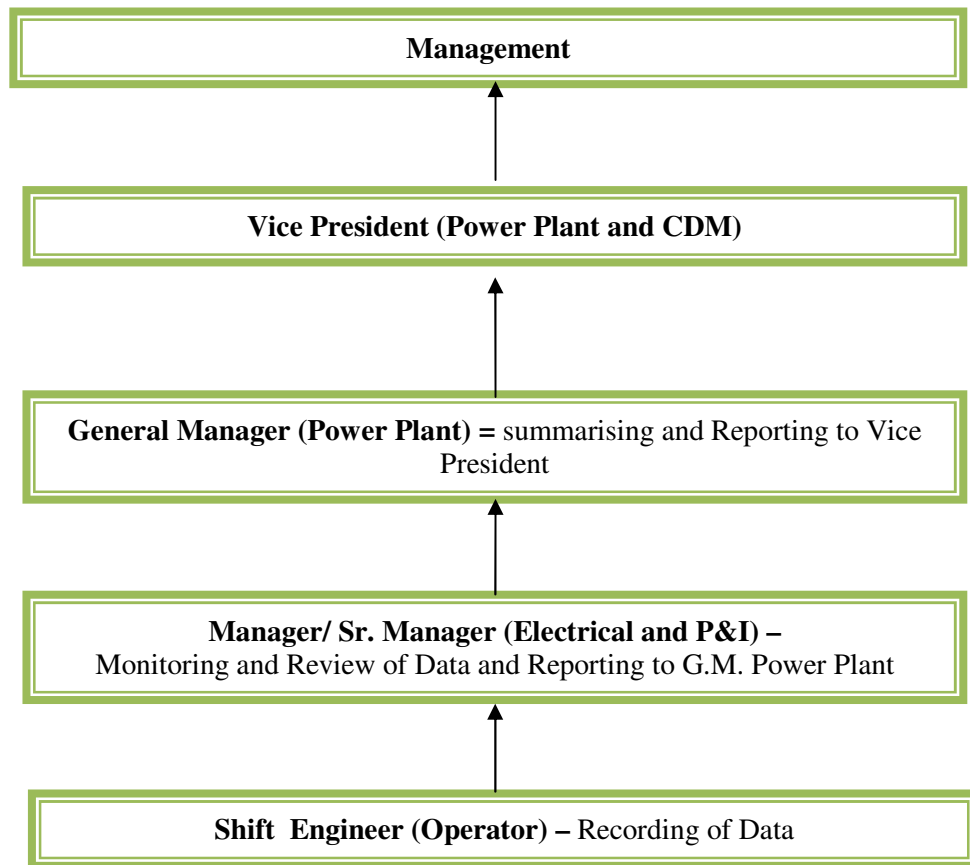 Management
Vice President (Power Plant and CDM)
General Manager (Power Plant) = summarising and Reporting to Vice
President
Manager/ Sr. Manager (Electrical and P&I) –
Monitoring and Review of Data and Reporting to G.M. Power Plant
Shift Engineer (Operator) – Recording of Data